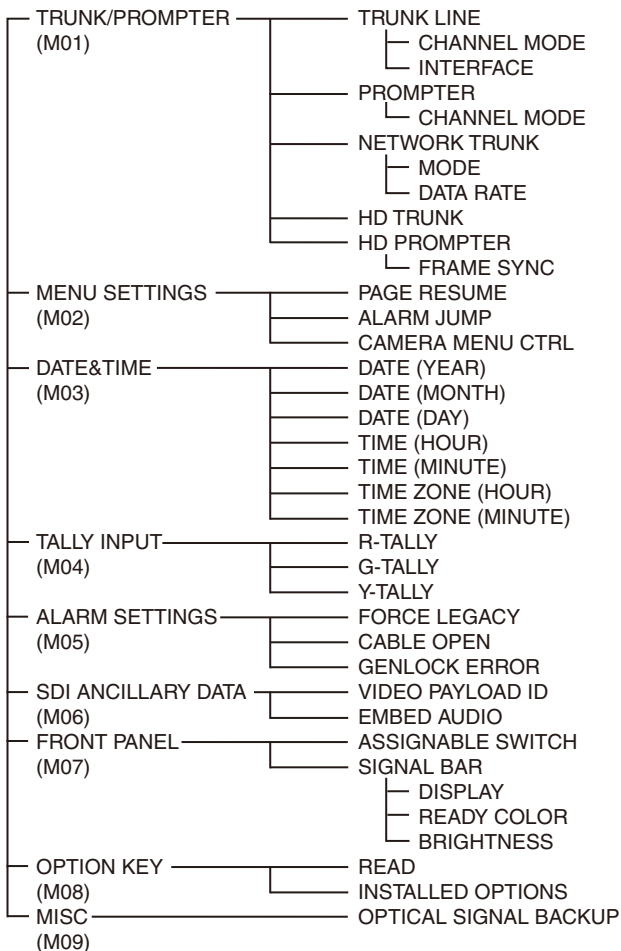 TRUNK/PROMPTER TRUNK LINE
(M01) CHANNEL MODE
INTERFACE
PROMPTER
CHANNEL MODE
NETWORK TRUNK
MODE
DATA RATE
HD TRUNK
HD PROMPTER
FRAME SYNC
MENU SETTINGS PAGE RESUME
(M02) ALARM JUMP
CAMERA MENU CTRL
DATE&TIME DATE (YEAR)
(M03) DATE (MONTH)
DATE (DAY)
TIME (HOUR)
TIME (MINUTE)
TIME ZONE (HOUR)
TIME ZONE (MINUTE)
TALLY INPUT R-TALLY
(M04) G-TALLY
Y-TALLY
ALARM SETTINGS FORCE LEGACY
(M05) CABLE OPEN
GENLOCK ERROR
SDI ANCILLARY DATA VIDEO PAYLOAD ID
(M06) EMBED AUDIO
FRONT PANEL ASSIGNABLE SWITCH
(M07) SIGNAL BAR
DISPLAY
READY COLOR
BRIGHTNESS
OPTION KEY READ
(M08) INSTALLED OPTIONS
MISC OPTICAL SIGNAL BACKUP
(M09)